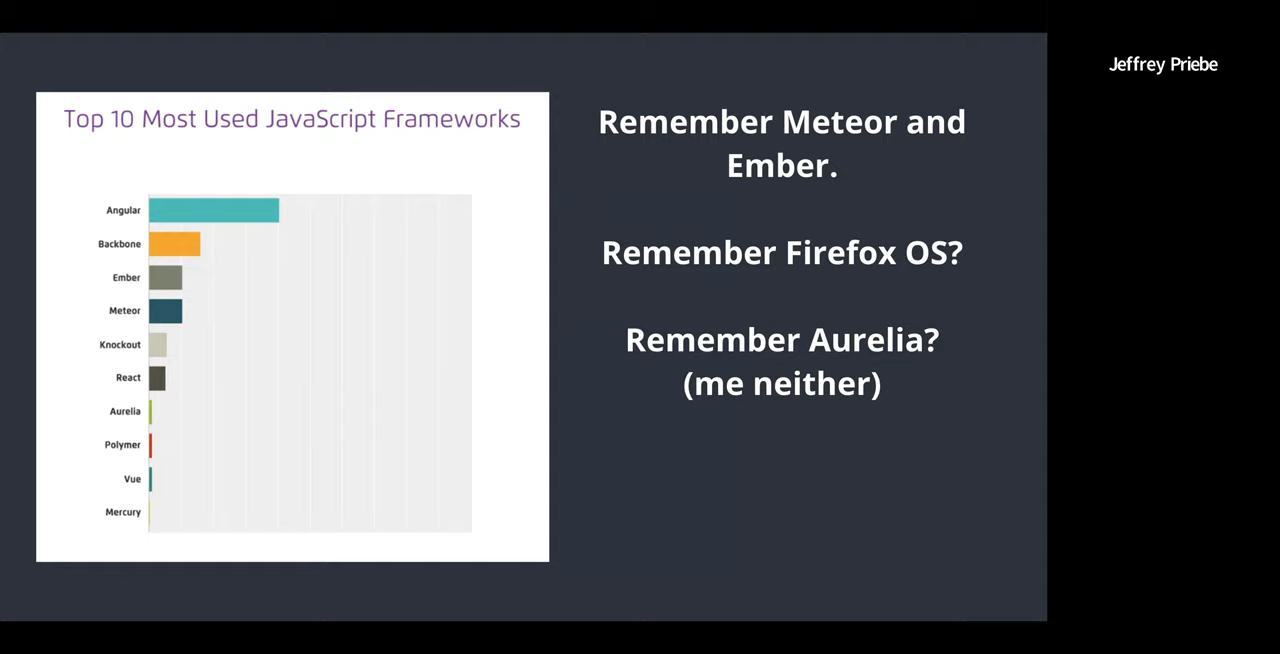 Jeffrey Priebe
Top 10 Most Used JavaScript Frameworks
Angular
Backbone
Ember
Meteor
Knockout
React
Aurelia
Polymer
Vue
Mercury
Remember Meteor and
Ember.
Remember Firefox OS?
Remember Aurelia?
(me neither)